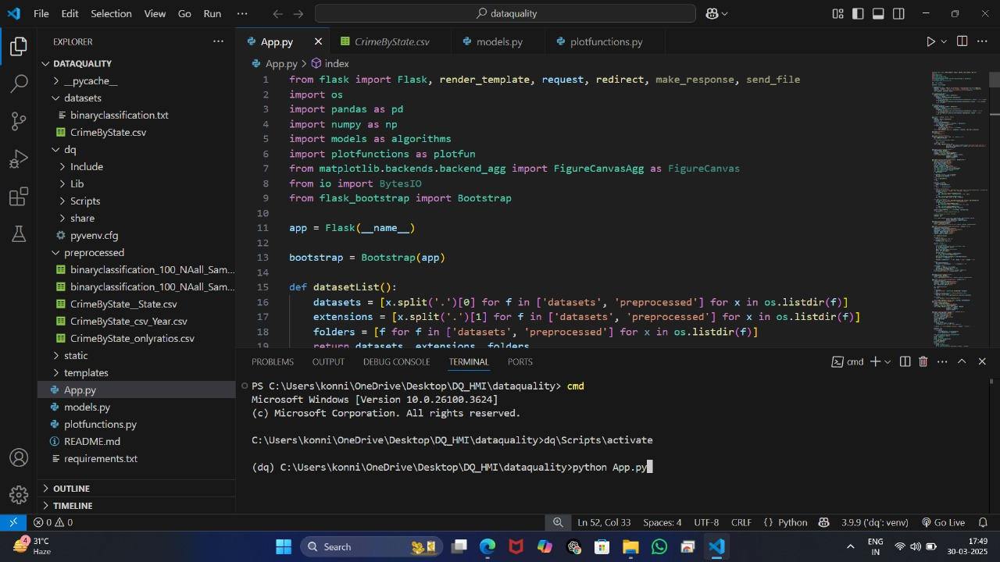 File Edit Selection View Go Run ··· dataquality
EXPLORER ···
DATAQUALITY
__pycache__
datasets
binaryclassification.txt
CrimeByState.csv
dq
Include
Lib
Scripts
share
pyvenv.cfg
preprocessed
binaryclassification_100_NAall_Sam...
binaryclassification_100_NAall_Sam...
CrimeByState_csv_Year.csv
CrimeByState_onlyratios.csv
static
templates
App.py
models.py
plotfunctions.py
README.md
requirements.txt
OUTLINE
TIMELINE
App.py CrimeByState.csv models.py plotfunctions.py
App.py > index
1 from flask import Flask, render_template, request, redirect, make_response, send_file
2 import os
3 import pandas as pd
4 import numpy as np
5 import models as algorithms
6 import plotfunctions as plotfun
7 from matplotlib.backends.backend_agg import FigureCanvasAgg as FigureCanvas
8 from io import BytesIO
9 from flask_bootstrap import Bootstrap
10
11 app = Flask(__name__)
12
13 bootstrap = Bootstrap(app)
14
15 def datasetList():
16 datasets = [x.split('.')[0] for f in ['datasets', 'preprocessed'] for x in os.listdir(f)]
17 extensions = [x.split('.')[1] for f in ['datasets', 'preprocessed'] for x in os.listdir(f)]
18 folders = [f for f in ['datasets', 'preprocessed'] for x in os.listdir(f)]
19 return datasets, extensions, folders
PROBLEMS OUTPUT DEBUG CONSOLE TERMINAL PORTS cmd
PS C:\Users\konni\OneDrive\Desktop\DQ_HMI\dataquality> cmd
Microsoft Windows [Version 10.0.26100.3624]
(c) Microsoft Corporation. All rights reserved.
C:\Users\konni\OneDrive\Desktop\DQ_HMI\dataquality>dq\Scripts\activate
(dq) C:\Users\konni\OneDrive\Desktop\DQ_HMI\dataquality>python App.py
0 0 Ln 52, Col 33 Spaces: 4 UTF-8 CRLF {} Python 3.9.9 ('dq': venv) Go Live
4 31°C
Haze
Search
ENG
IN
17:49
30-03-2025